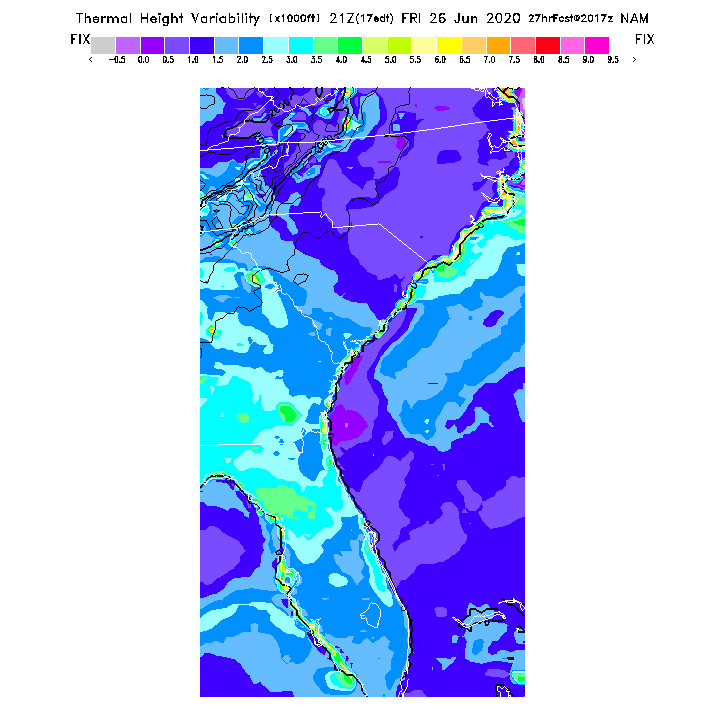 Thermal Height Variability [x1000ft] 21Z(17edt) FRI 26 Jun 2020 27hrFcst@2017z NAM
FIX FIX
< -0.5 0.0 0.5 1.0 1.5 2.0 2.5 3.0 3.5 4.0 4.5 5.0 5.5 6.0 6.5 7.0 7.5 8.0 8.5 9.0 9.5 >